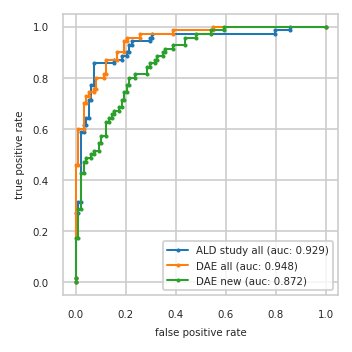 1.0
0.8
0.6
0.4
0.2
0.0
true positive rate
ALD study all (auc: 0.929)
DAE all (auc: 0.948)
DAE new (auc: 0.872)
0.0 0.2 0.4 0.6 0.8 1.0
false positive rate